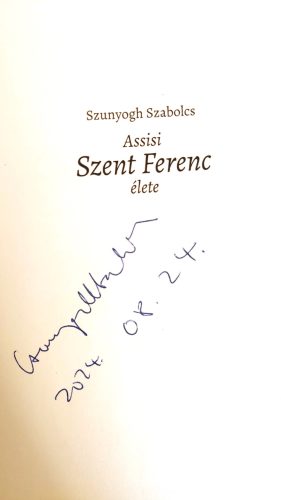 Szunyogh Szabolcs
Assisi
Szent Ferenc
élete
2024. 08. 24.